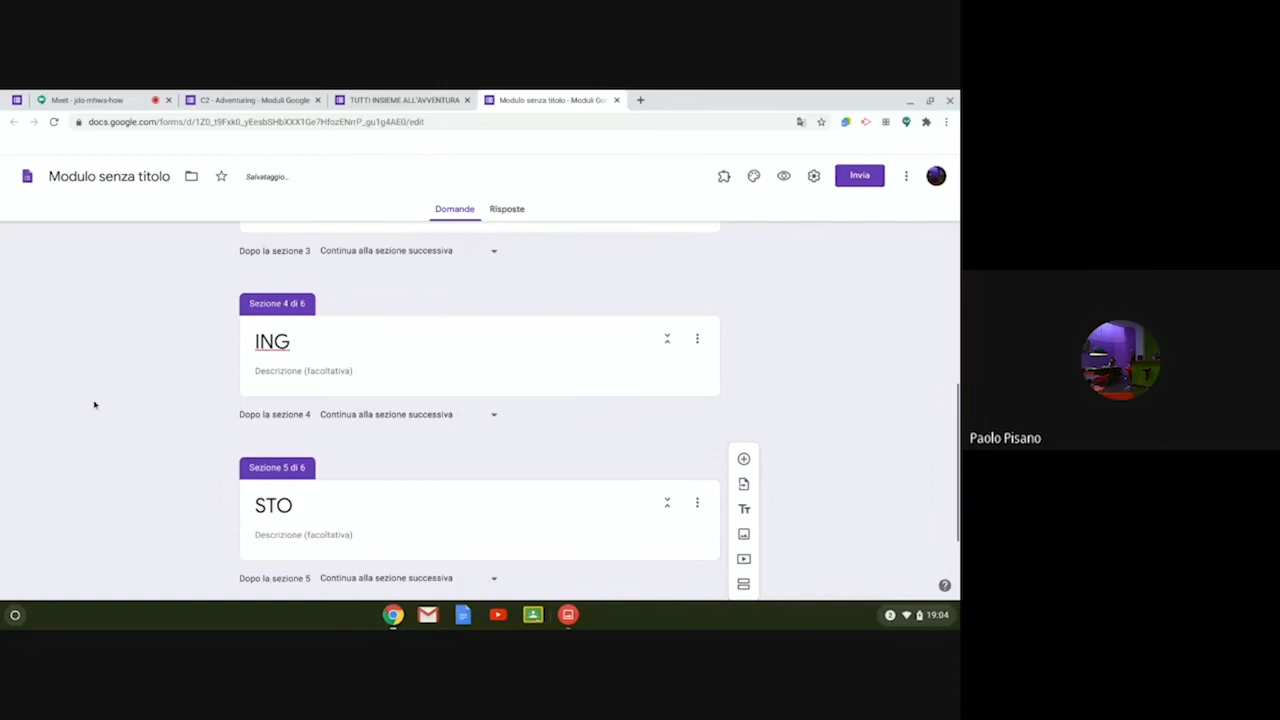 Meet - jdo-mhws-how
C2 - Adventuring - Moduli Google
TUTTI INSIEME ALL'AVVENTURA
Modulo senza titolo - Moduli Goo
docs.google.com/forms/d/1Z0_t9Fxk0_yEesbSHbXXX1Ge7HfozENrrP_gu1g4AE0/edit
Modulo senza titolo
Salvataggio...
Invia
Domande
Risposte
Dopo la sezione 3 Continua alla sezione successiva
Sezione 4 di 6
ING
Descrizione (facoltativa)
Dopo la sezione 4 Continua alla sezione successiva
Paolo Pisano
Sezione 5 di 6
STO
Descrizione (facoltativa)
Dopo la sezione 5 Continua alla sezione successiva
2
19:04